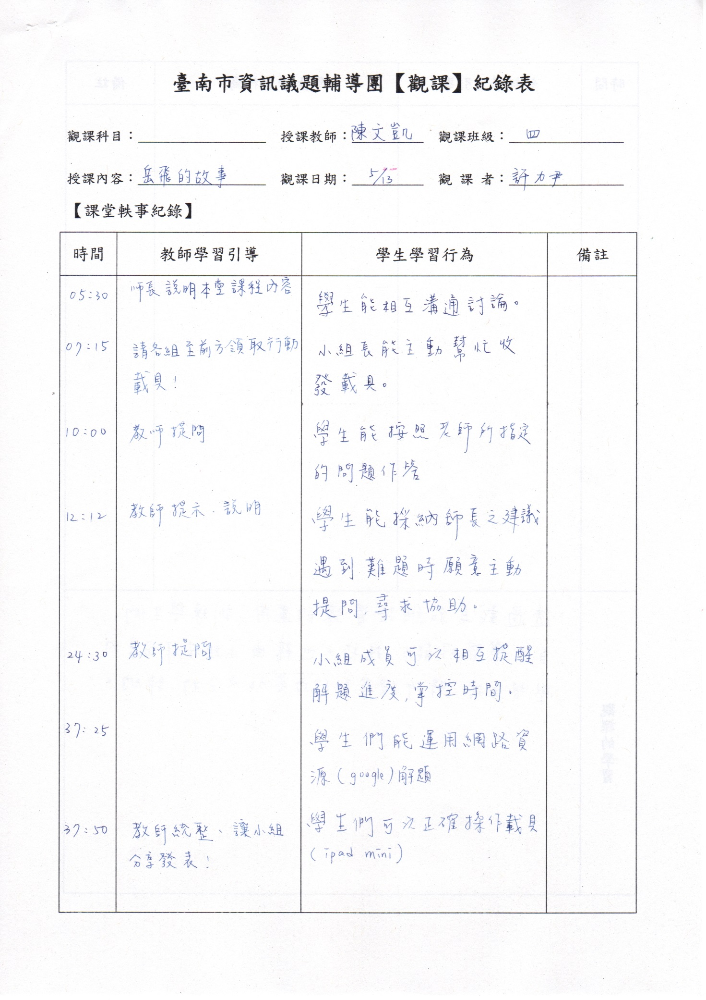 臺南市資訊議題輔導團【觀課】紀錄表
觀課科目： 授課教師：陳文凱 觀課班級：四
授課內容：岳飛的故事 觀課日期：5/13 觀 課 者：許力尹
【課堂軼事紀錄】
時間 教師學習引導 學生學習行為 備註
05:30 師長說明本堂課程內容 學生能相互溝通討論。
07:15 請各組至前方領取行動 小組長能主動幫忙收
載具！ 發載具。
10:00 教師提問 學生能按照老師所指定
的問題作答
12:12 教師提示、說明 學生能採納師長之建議
遇到難題時願意主動
提問，尋求協助。
24:30 教師提問 小組成員可以相互提醒
解題進度，掌控時間。
37:25 學生們能運用網路資
源(google)解題
37:50 教師統整、讓小組 學生們可以正確操作載具
分享發表！ (ipad mini)